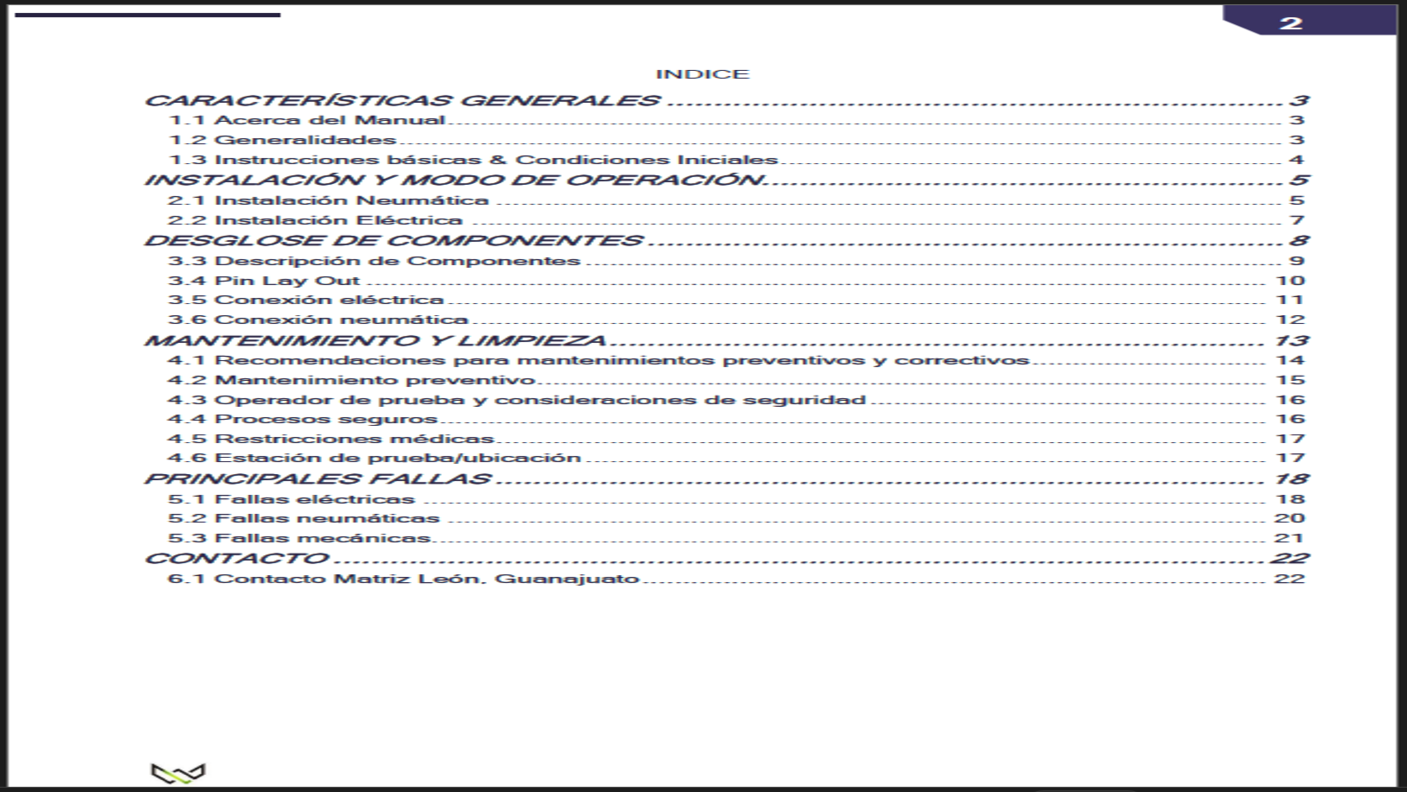 2
INDICE
CARACTERÍSTICAS GENERALES 3
1.1 Acerca del Manual 3
1.2 Generalidades 3
1.3 Instrucciones básicas & Condiciones Iniciales 4
INSTALACIÓN Y MODO DE OPERACIÓN 5
2.1 Instalación Neumática 5
2.2 Instalación Eléctrica 7
DESGLOSE DE COMPONENTES 8
3.3 Descripción de Componentes 9
3.4 Pin Lay Out 10
3.5 Conexión eléctrica 11
3.6 Conexión neumática 12
MANTENIMIENTO Y LIMPIEZA 13
4.1 Recomendaciones para mantenimientos preventivos y correctivos 14
4.2 Mantenimiento preventivo 15
4.3 Operador de prueba y consideraciones de seguridad 16
4.4 Procesos seguros 16
4.5 Restricciones médicas 17
4.6 Estación de prueba/ubicación 17
PRINCIPALES FALLAS 18
5.1 Fallas eléctricas 18
5.2 Fallas neumáticas 20
5.3 Fallas mecánicas 21
CONTACTO 22
6.1 Contacto Matriz León, Guanajuato 22